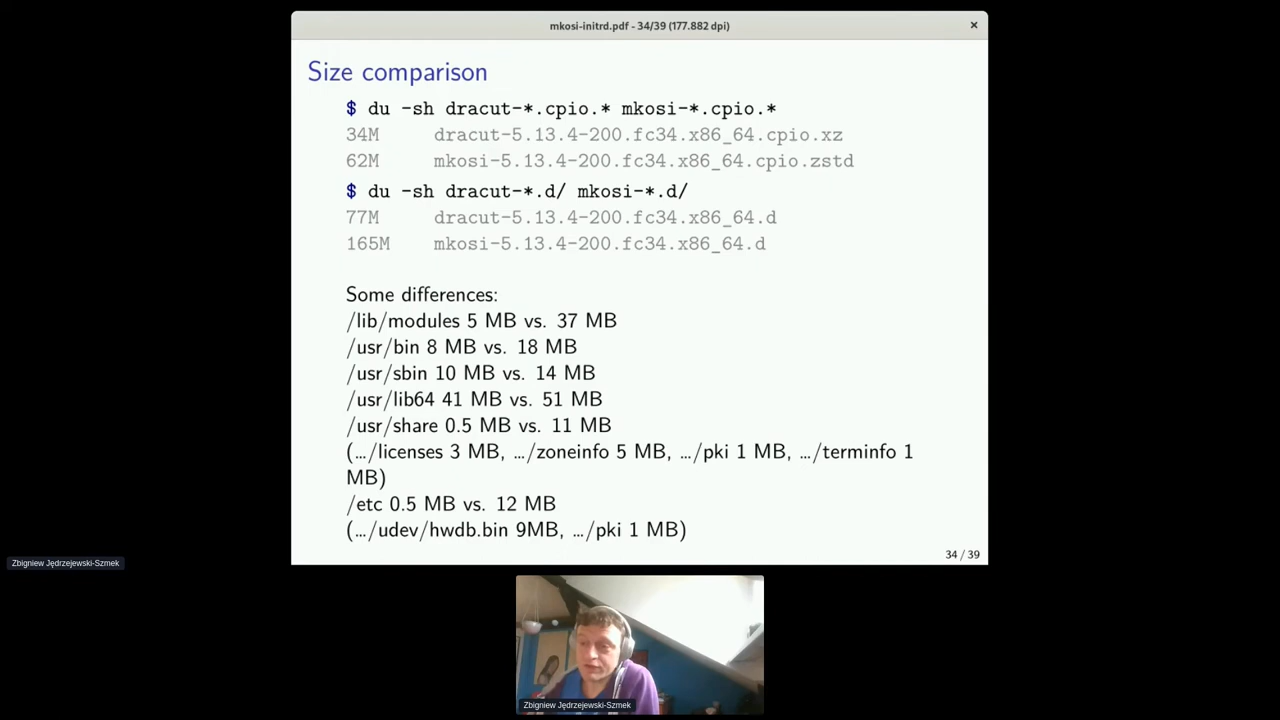 mkosi-initrd.pdf - 34/39 (177.882 dpi)
Size comparison
$ du -sh dracut-*.cpio.* mkosi-*.cpio.*
34M dracut-5.13.4-200.fc34.x86_64.cpio.xz
62M mkosi-5.13.4-200.fc34.x86_64.cpio.zstd
$ du -sh dracut-*.d/ mkosi-*.d/
77M dracut-5.13.4-200.fc34.x86_64.d
165M mkosi-5.13.4-200.fc34.x86_64.d
Some differences:
/lib/modules 5 MB vs. 37 MB
/usr/bin 8 MB vs. 18 MB
/usr/sbin 10 MB vs. 14 MB
/usr/lib64 41 MB vs. 51 MB
/usr/share 0.5 MB vs. 11 MB
(…/licenses 3 MB, …/zoneinfo 5 MB, …/pki 1 MB, …/terminfo 1
MB)
/etc 0.5 MB vs. 12 MB
(…/udev/hwdb.bin 9MB, …/pki 1 MB)
34 / 39
Zbigniew Jędrzejewski-Szmek
Zbigniew Jędrzejewski-Szmek